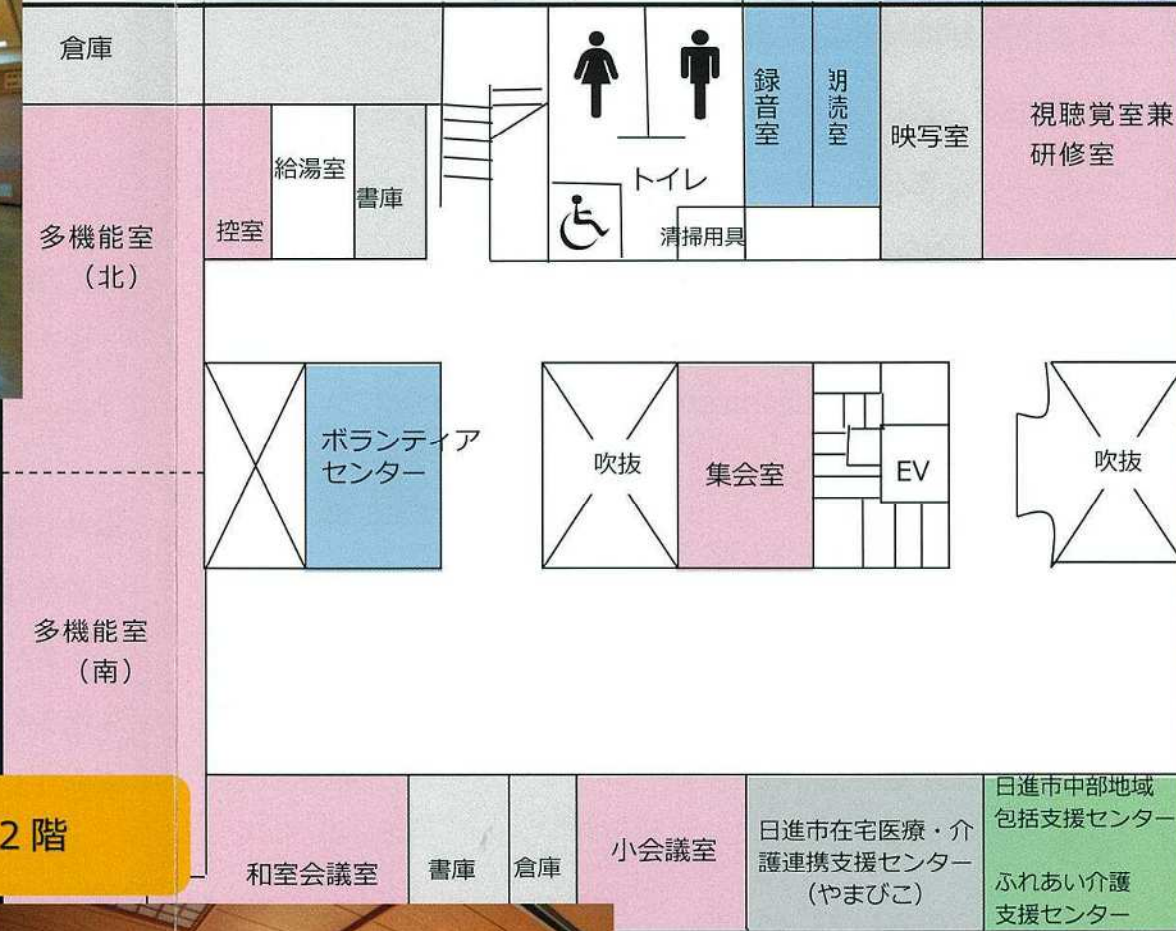 倉庫
録音室
朗読室
映写室
視聴覚室兼
研修室
給湯室
書庫
控室
トイレ
清掃用具
多機能室
（北）
ボランティア
センター
吹抜
集会室
EV
吹抜
多機能室
（南）
2階
和室会議室
書庫
倉庫
小会議室
日進市在宅医療・介
護連携支援センター
（やまびこ）
日進市中部地域
包括支援センター
ふれあい介護
支援センター